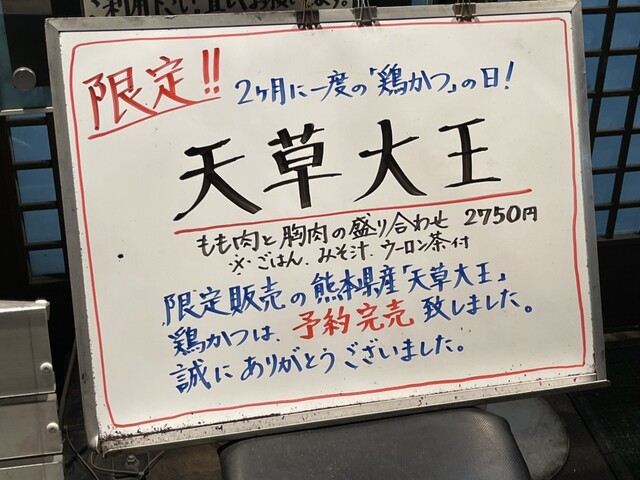 限定!! 2ヶ月に一度の「鶏かつ」の日!
天草大王
もも肉と胸肉の盛り合わせ 2750円
※・ごはん、みそ汁、ウーロン茶付
限定販売の熊本県産「天草大王」
鶏かつは、予約完売致しました。
誠にありがとうございました。